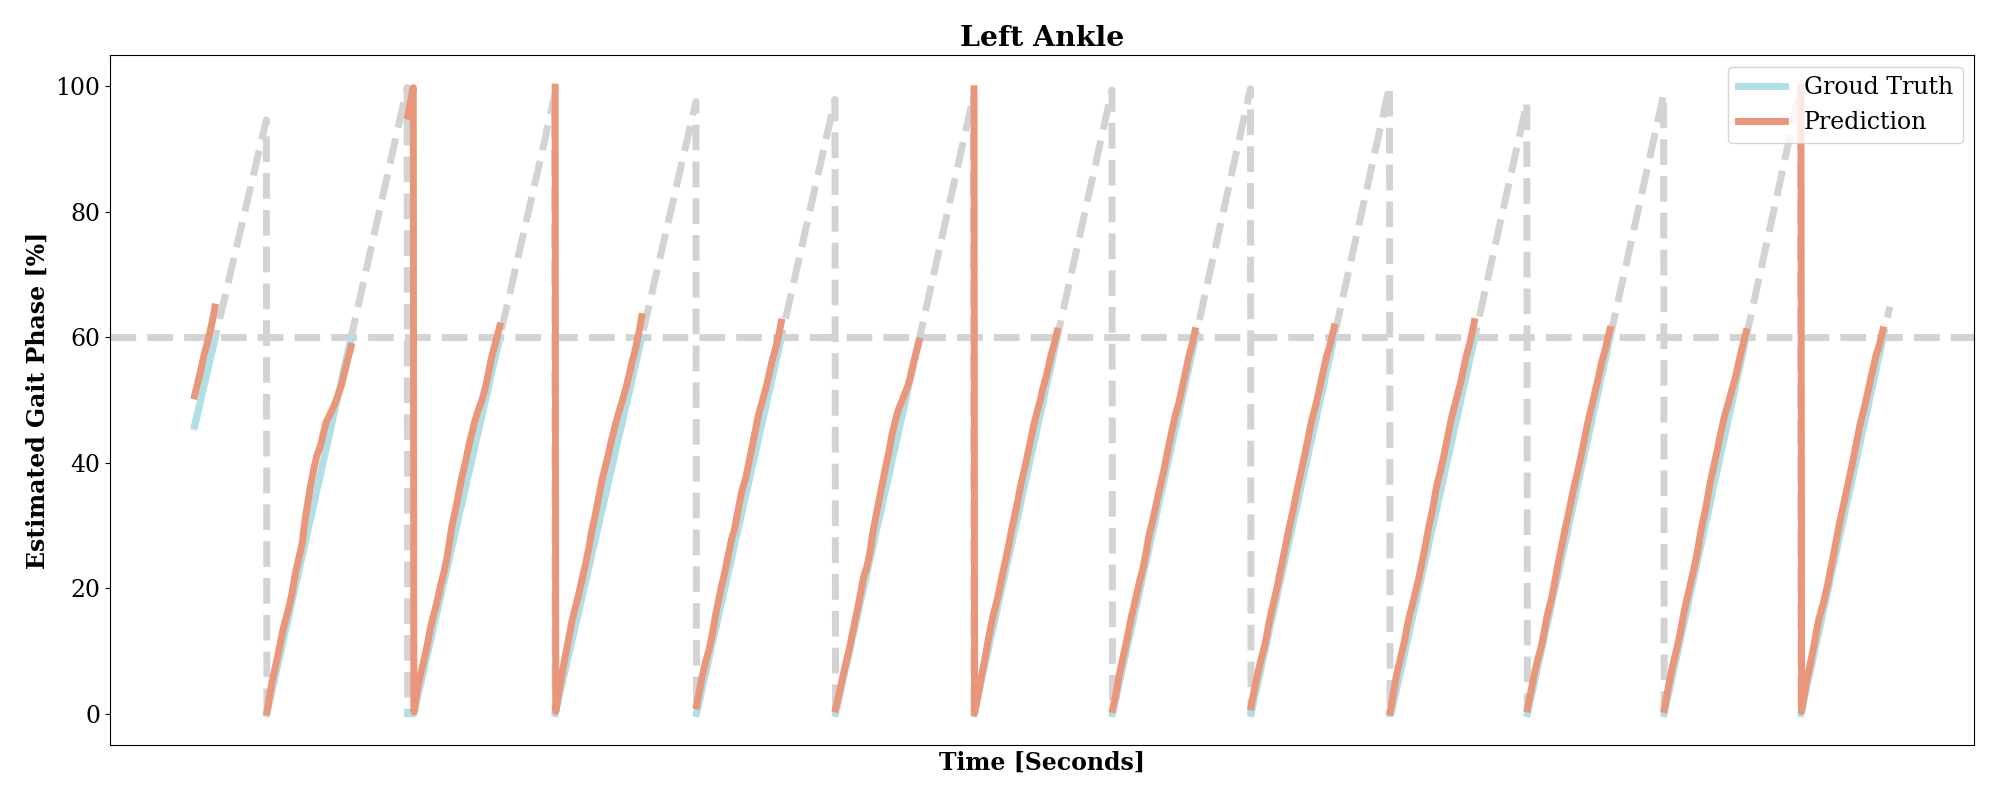 Left Ankle
Groud Truth
Prediction
Estimated Gait Phase [%]
100
80
60
40
20
0
Time [Seconds]